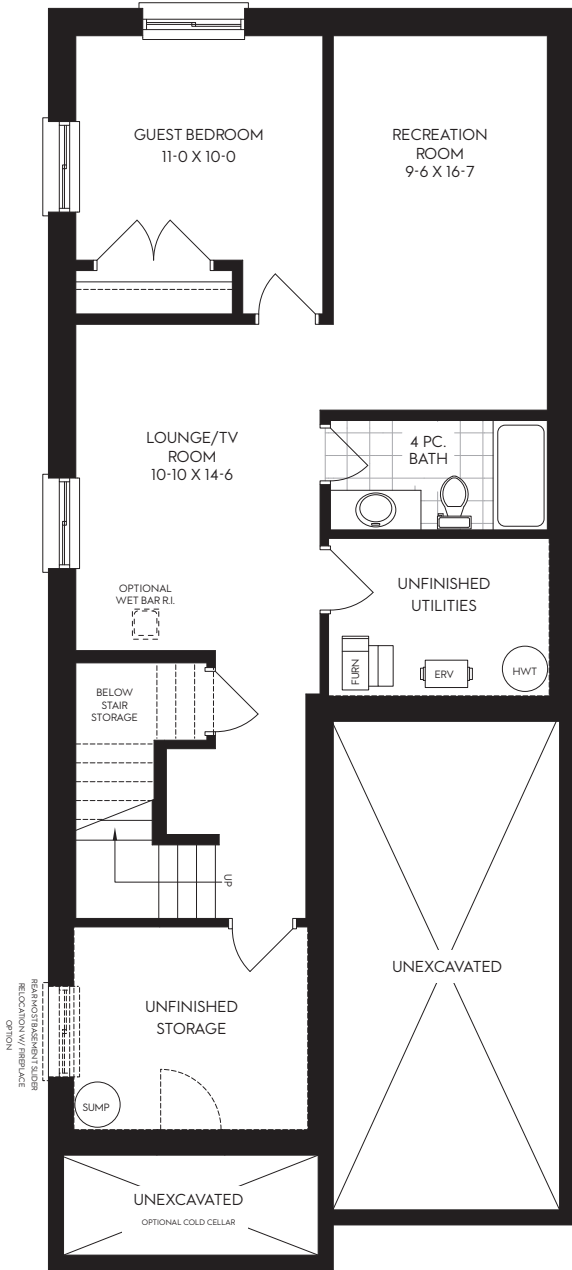 GUEST BEDROOM
11-0 X 10-0
RECREATION
ROOM
9-6 X 16-7
LOUNGE/TV
ROOM
10-10 X 14-6
4 PC.
BATH
OPTIONAL
WET BAR R.I.
UNFINISHED
UTILITIES
FURN
ERV
HWT
BELOW
STAIR
STORAGE
UP
UNEXCAVATED
UNFINISHED
STORAGE
REARMOST BASEMENT SLIDER
RELOCATION W/ FIREPLACE
OPTION
SUMP
UNEXCAVATED
OPTIONAL COLD CELLAR